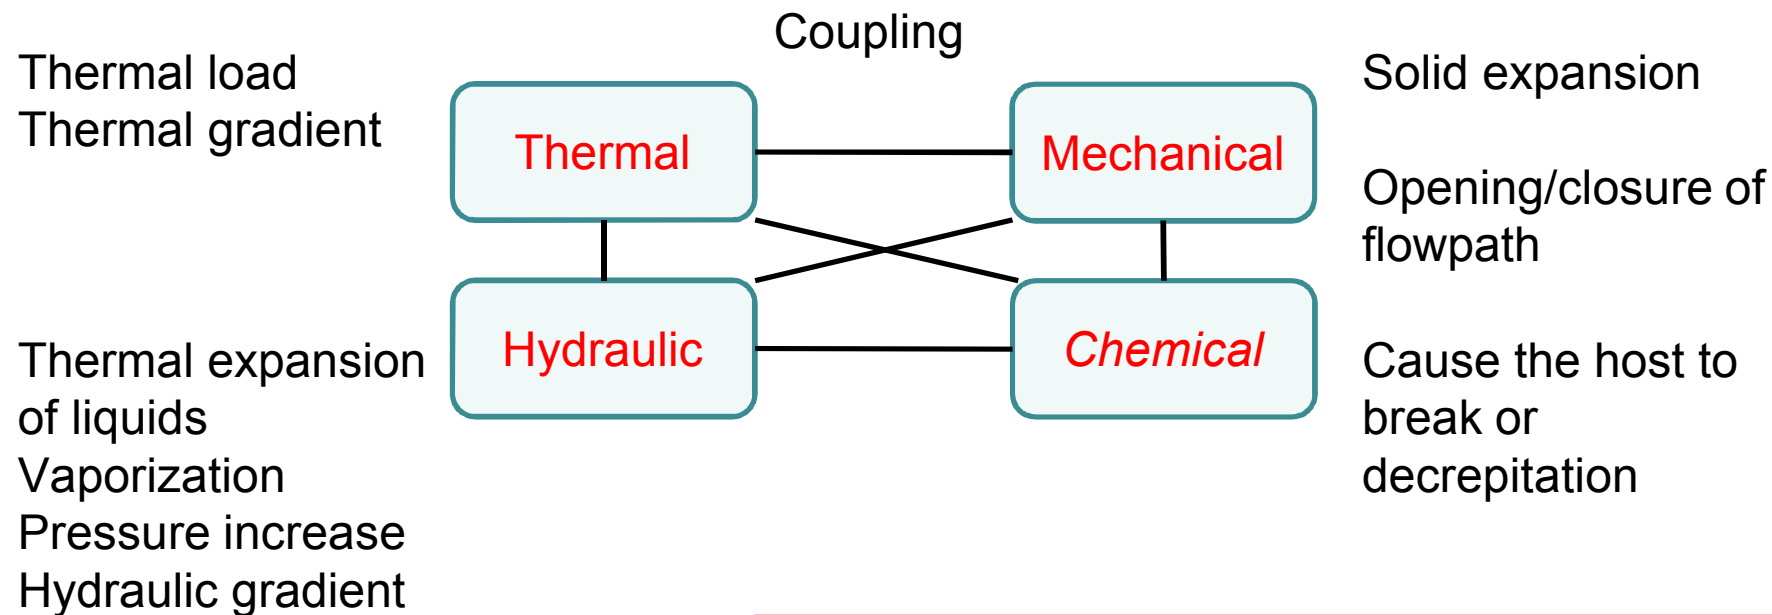 Coupling
Thermal load
Thermal gradient
Thermal
Mechanical
Solid expansion
Opening/closure of
flowpath
Hydraulic
Chemical
Thermal expansion
of liquids
Vaporization
Pressure increase
Hydraulic gradient
Cause the host to
break or
decrepitation